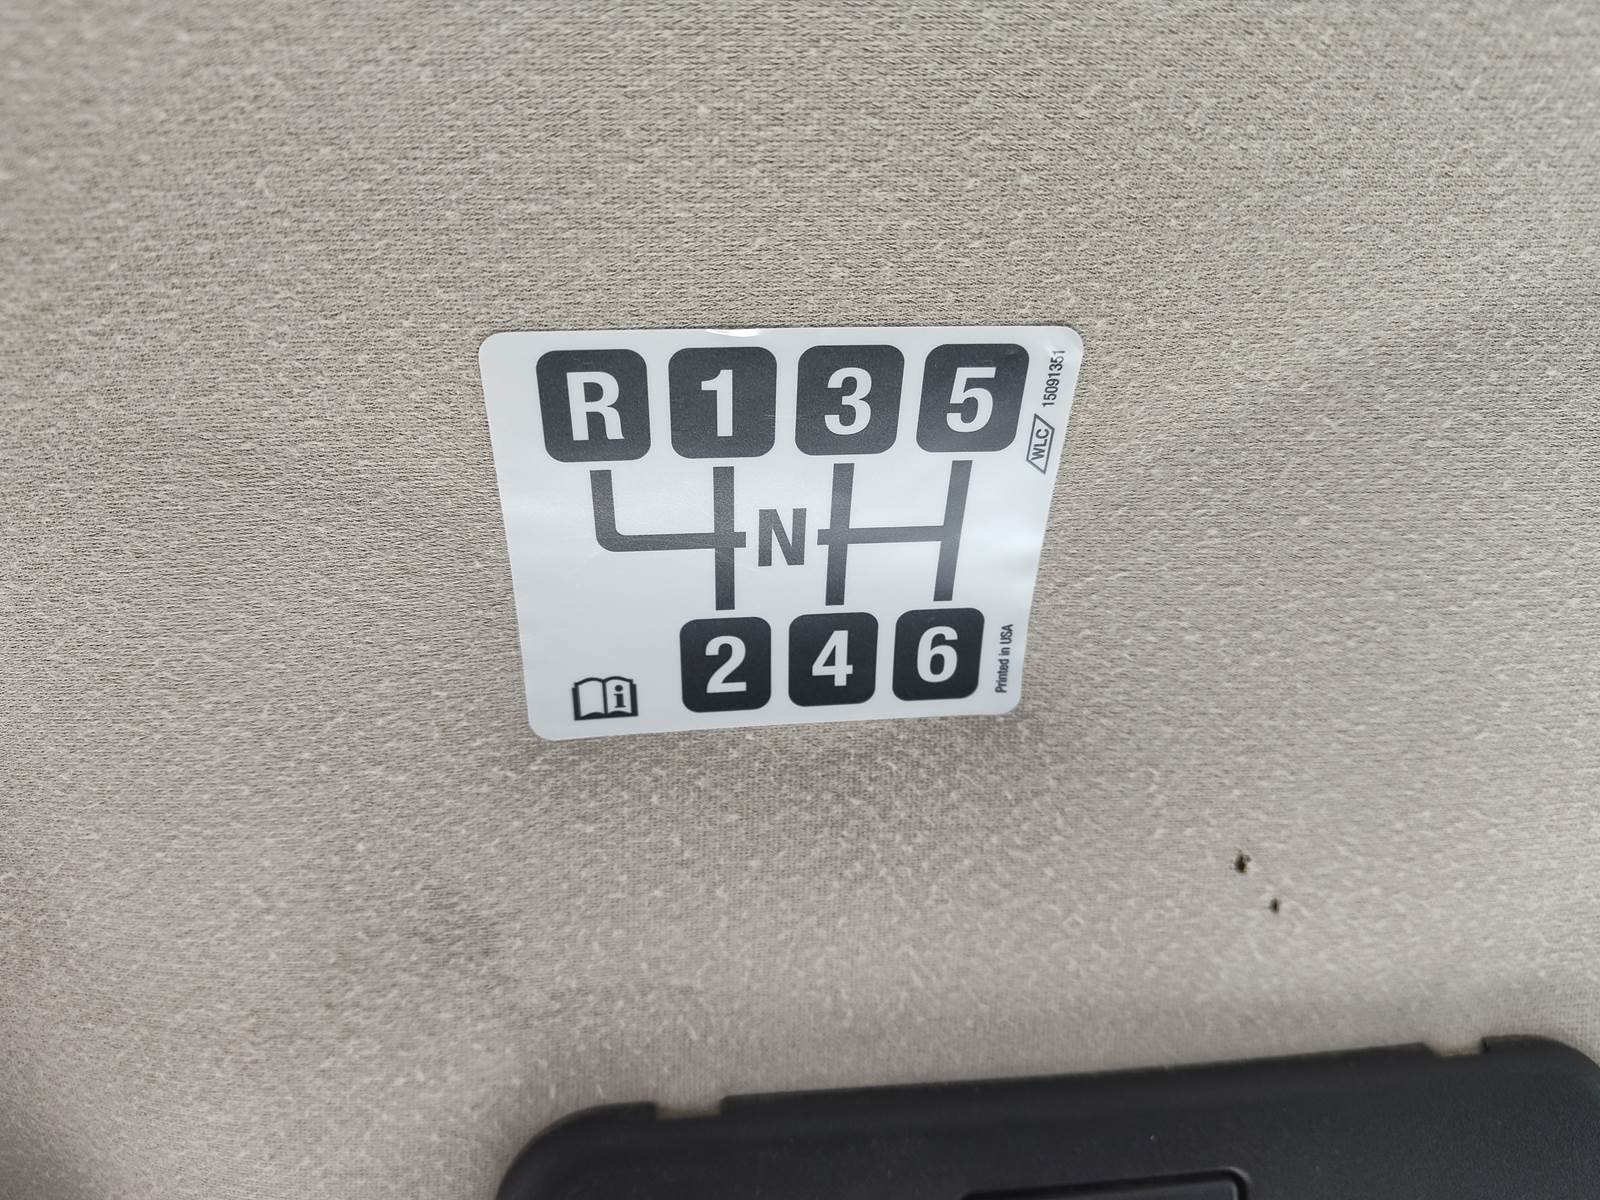 R 1 3 5
N
2 4 6
i
15091351
WLC
Printed in USA